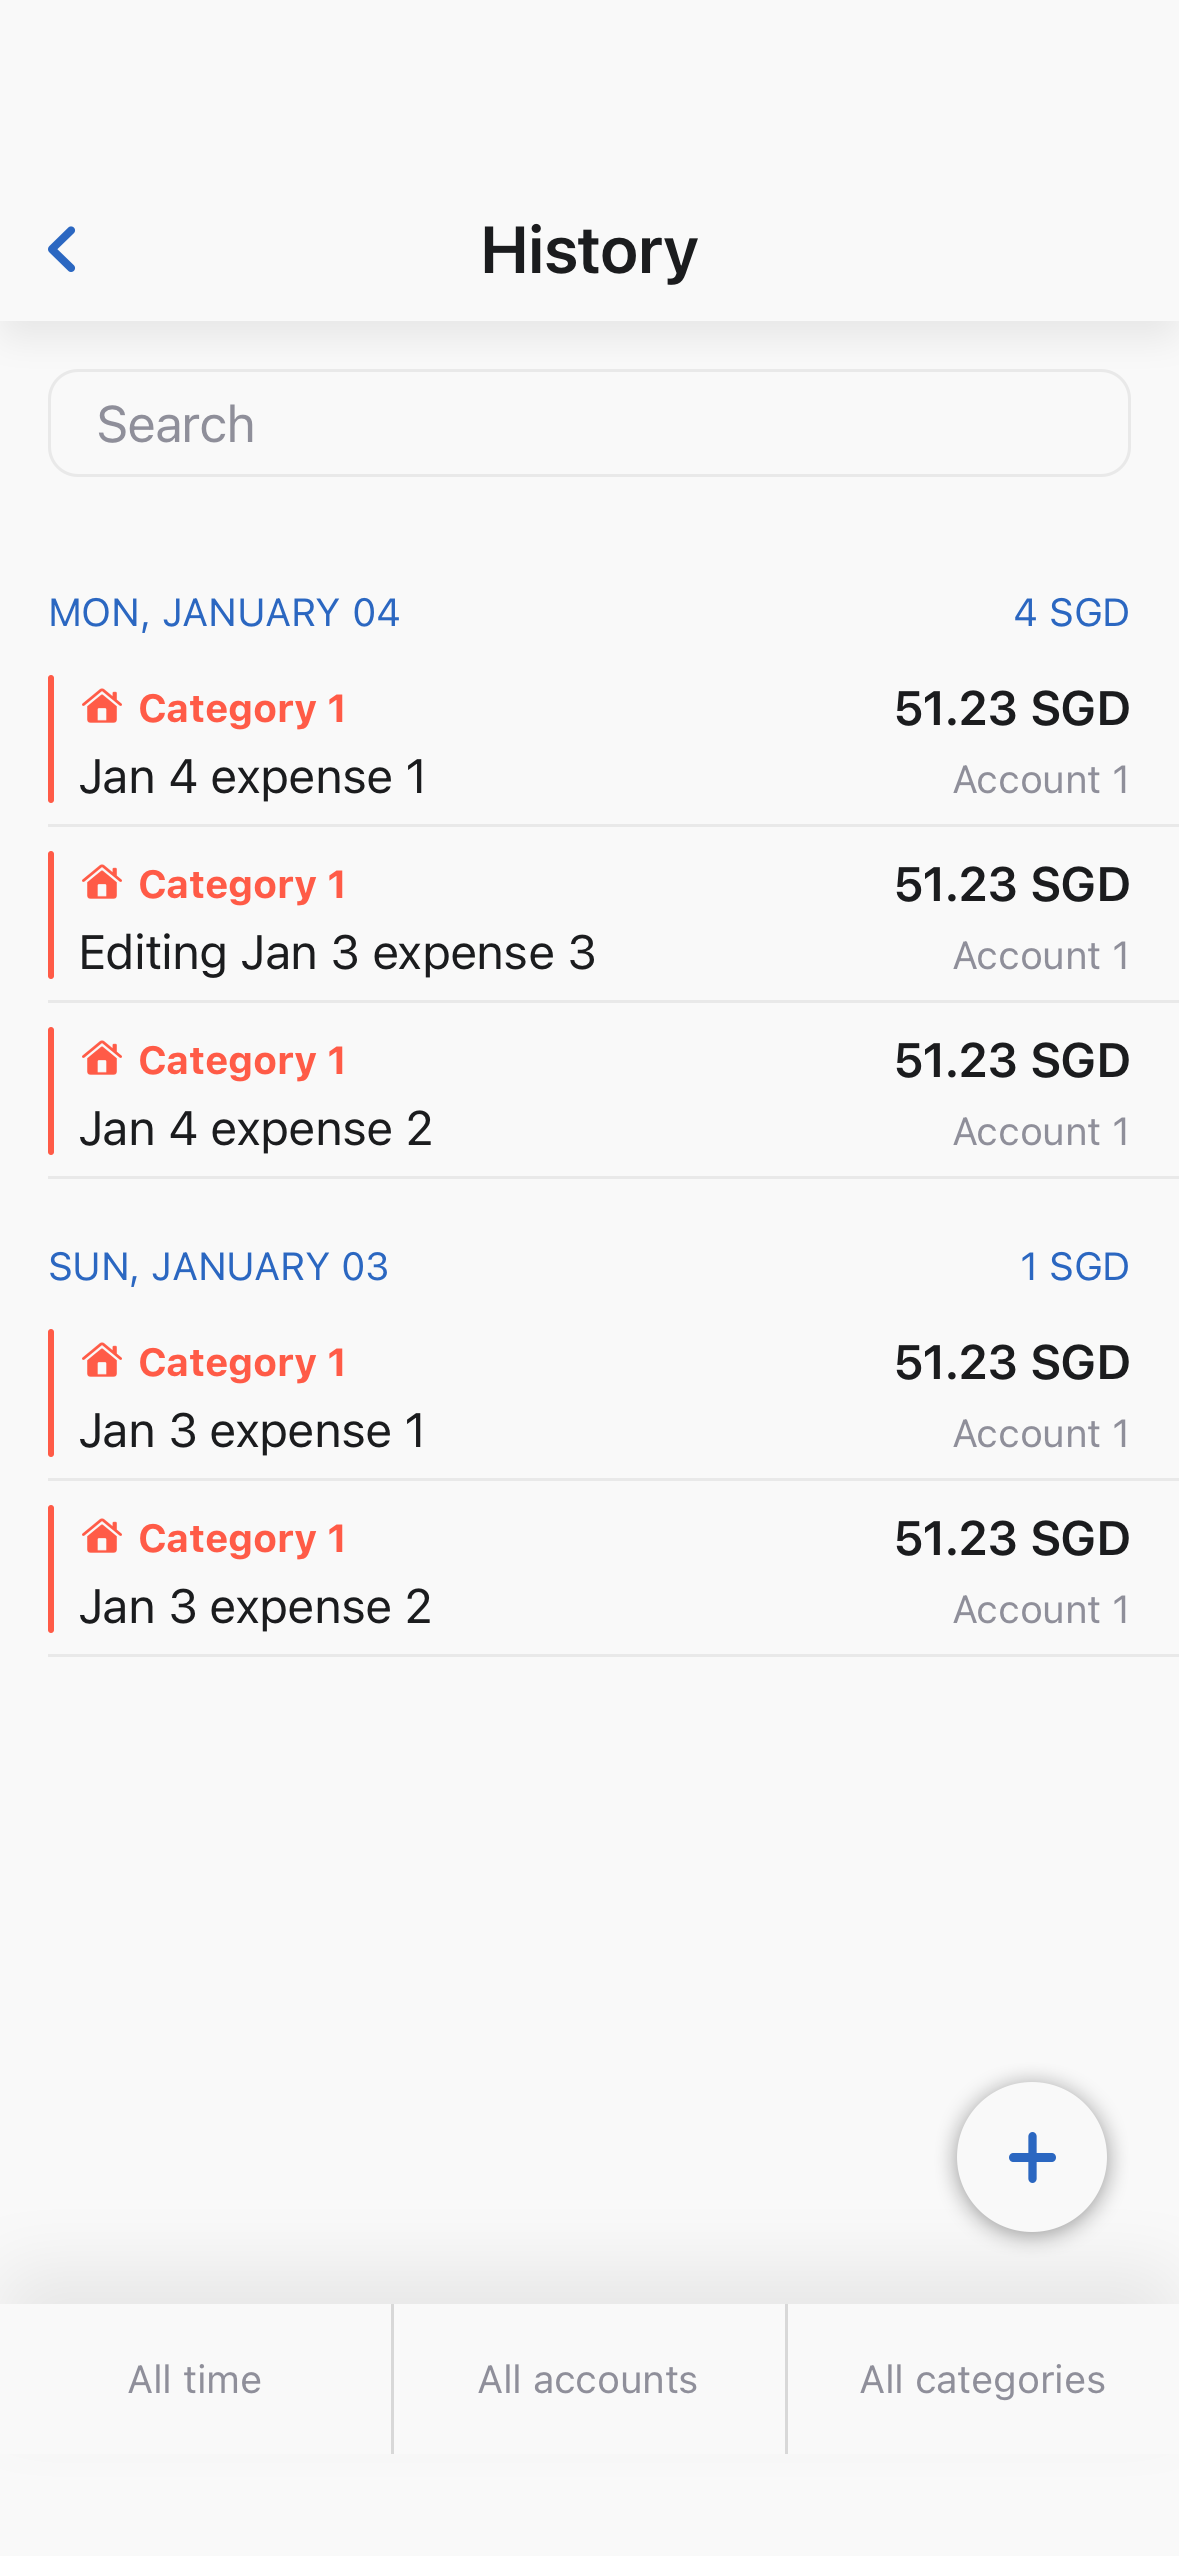 History
Search
MON, JANUARY 04 4 SGD
Category 1 51.23 SGD
Jan 4 expense 1 Account 1
Category 1 51.23 SGD
Editing Jan 3 expense 3 Account 1
Category 1 51.23 SGD
Jan 4 expense 2 Account 1
SUN, JANUARY 03 1 SGD
Category 1 51.23 SGD
Jan 3 expense 1 Account 1
Category 1 51.23 SGD
Jan 3 expense 2 Account 1
All time All accounts All categories